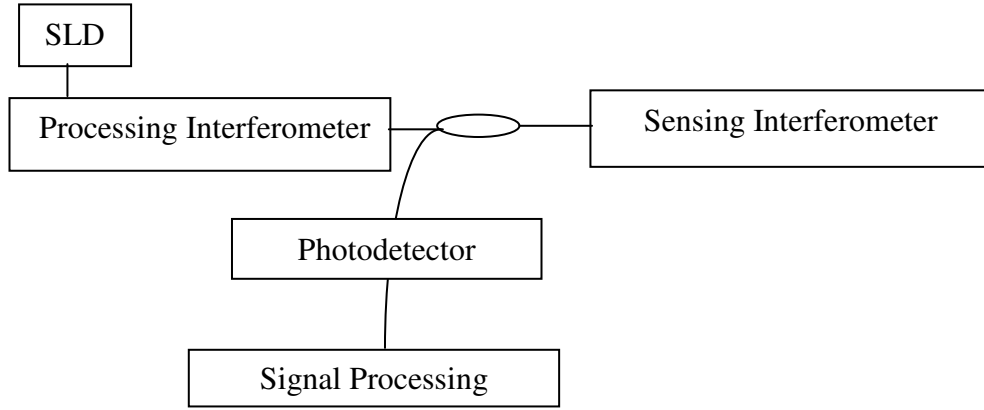 SLD
Processing Interferometer
Sensing Interferometer
Photodetector
Signal Processing